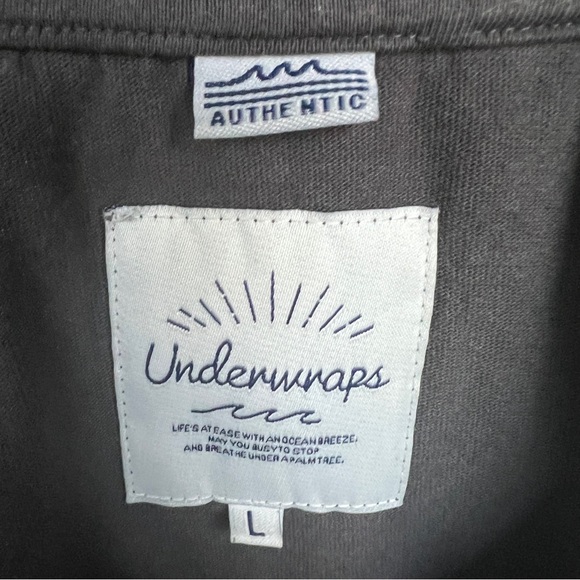 AUTHENTIC
Underwraps
LIFE'S AT EASE WITH AN OCEAN BREEZE.
MAY YOU BUSY TO STOP
AND BREATHE UNDER A PALM TREE.
L